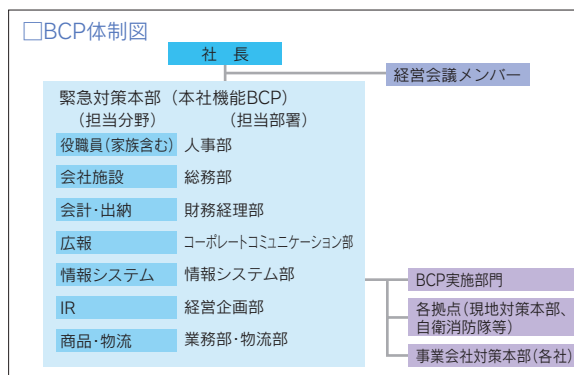 □BCP体制図
社 長
経営会議メンバー
緊急対策本部(本社機能BCP)
(担当分野) (担当部署)
役職員(家族含む) 人事部
会社施設 総務部
会計・出納 財務経理部
広報 コーポレートコミュニケーション部
情報システム 情報システム部
IR 経営企画部
商品・物流 業務部・物流部
BCP実施部門
各拠点(現地対策本部、
自衛消防隊等)
事業会社対策本部(各社)